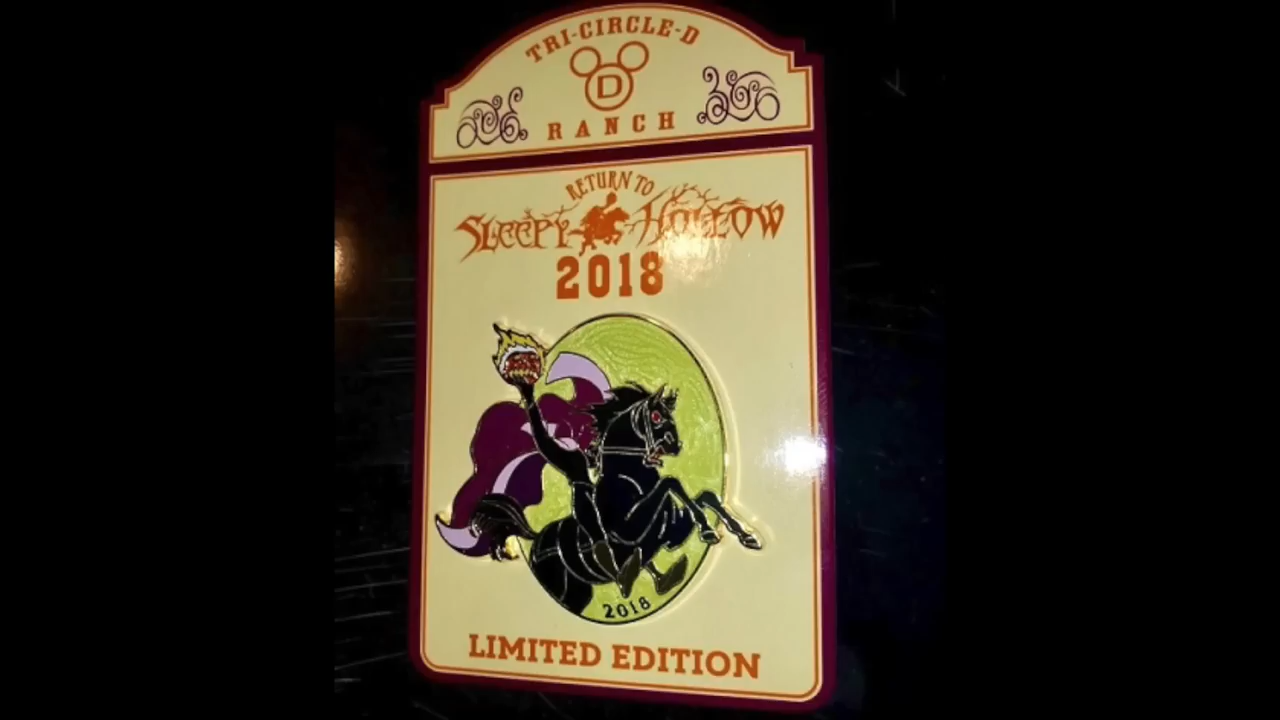 TRI-CIRCLE-D
D
RANCH
RETURN TO
SLEEPY HOLLOW
2018
2018
LIMITED EDITION